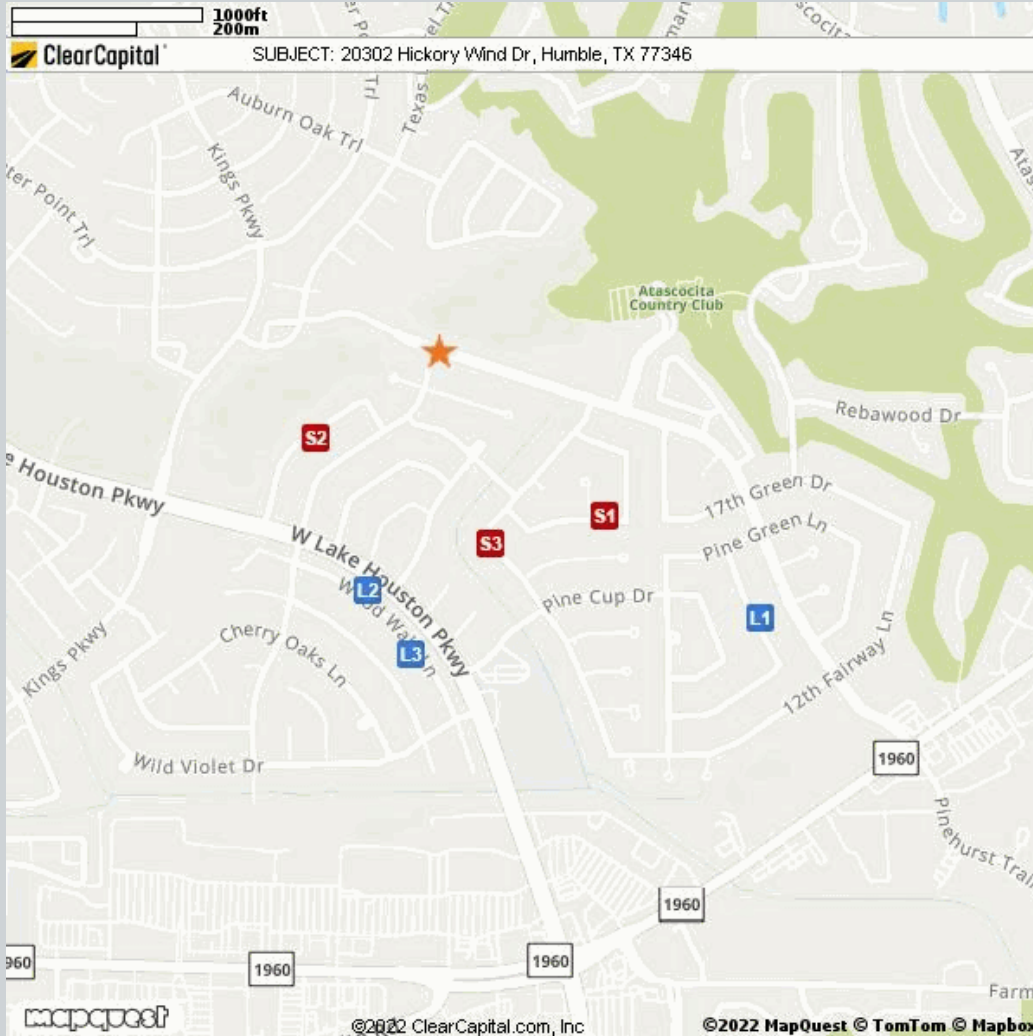 1000ft
200m
ClearCapital
SUBJECT: 20302 Hickory Wind Dr, Humble, TX 77346
Auburn Oak Trl
Trl
Texas
Kings Pkwy
Point Trl
Atascocita
Country Club
Rebawood Dr
S2
Houston Pkwy
17th Green Dr
S1
Pine Green Ln
S3
W Lake Houston Pkwy
L2
Pine Cup Dr
L1
Cherry Oaks Ln
L3
Kings Pkwy
12th Fairway Ln
Wild Violet Dr
1960
Pinehurst Trail
1960
960
1960
1960
Farm
mapquest
©2022 ClearCapital.com, Inc
©2022 MapQuest © TomTom © Mapbox